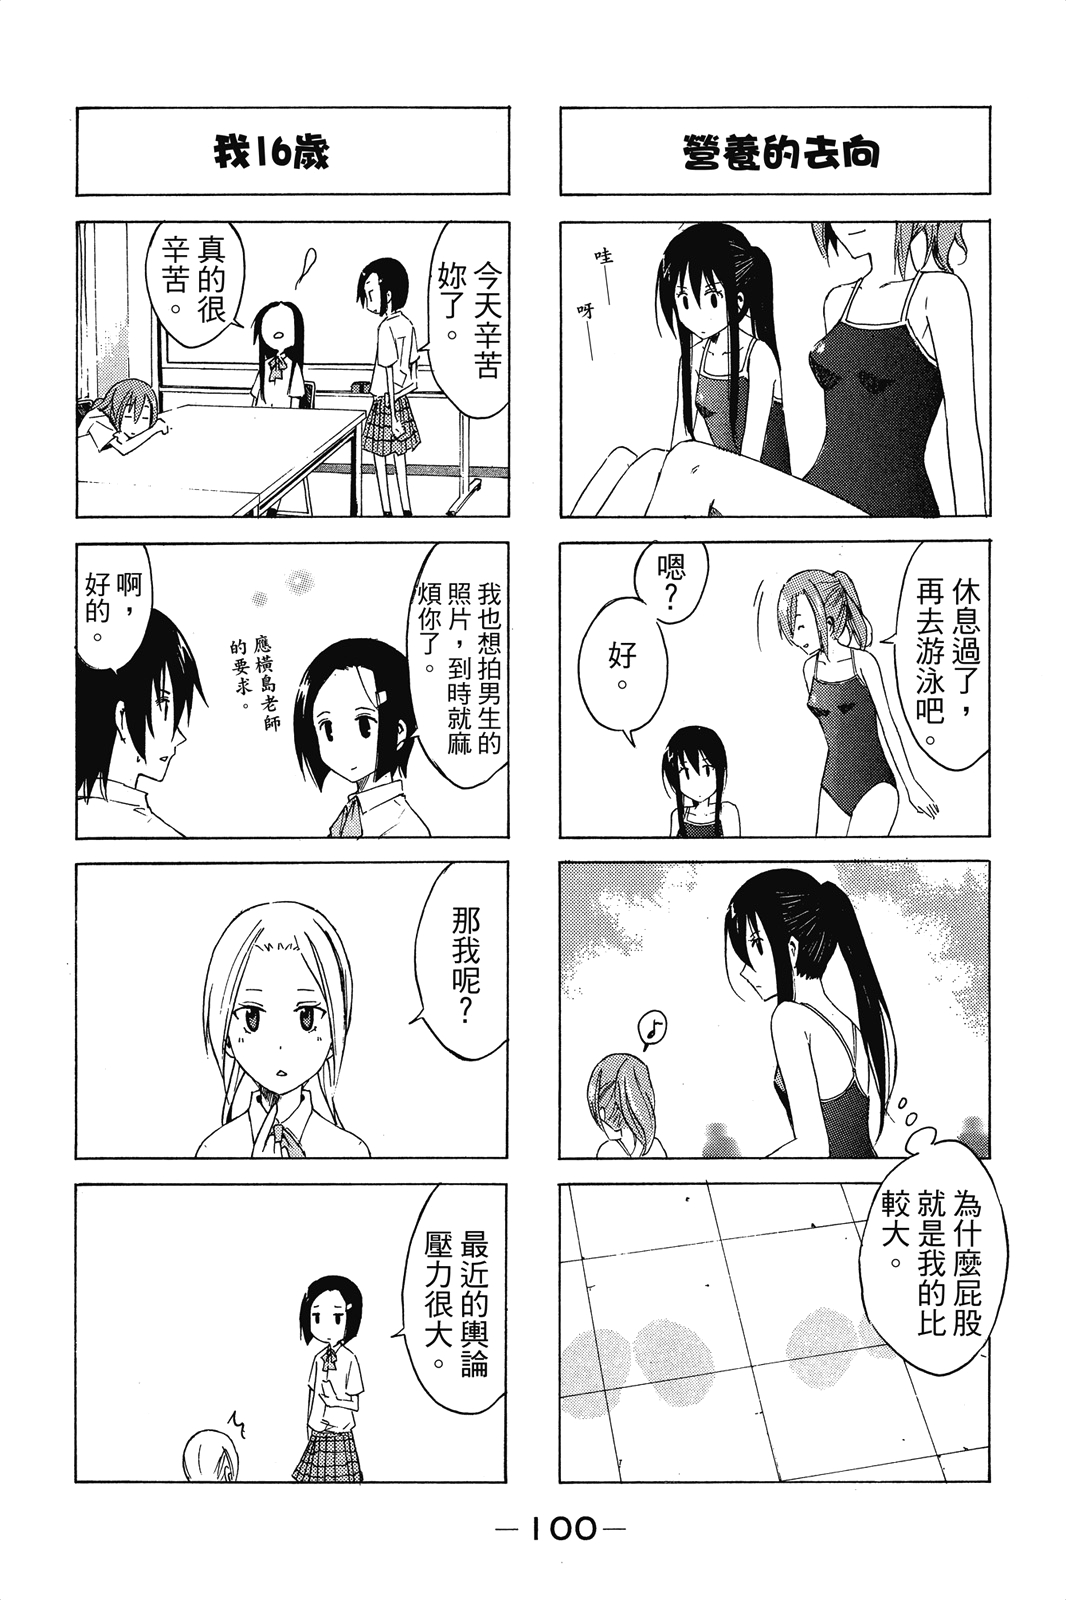 營養的去向
哇——
呀——
休息過了，
再去游泳吧。
嗯？
好。
♪
為什麼屁股
就是我的比
較大。
我16歲
今天辛苦
妳了。
真的很
辛苦。
我也想拍男生的
照片，到時就麻
煩你了。
應橫島老師
的要求。
啊，
好的。
那我呢？
最近的輿論
壓力很大。
—100—